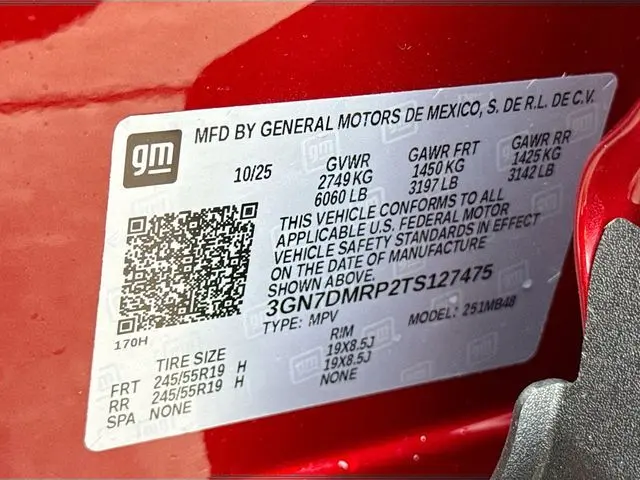 gm
MFD BY GENERAL MOTORS DE MEXICO, S. DE R.L. DE C.V.
10/25 GVWR GAWR FRT GAWR RR
2749 KG 1450 KG 1425 KG
6060 LB 3197 LB 3142 LB
THIS VEHICLE CONFORMS TO ALL
APPLICABLE U.S. FEDERAL MOTOR
VEHICLE SAFETY STANDARDS IN EFFECT
ON THE DATE OF MANUFACTURE
SHOWN ABOVE.
3GN7DMRP2TS127475
TYPE: MPV MODEL: 251MB48
170H
TIRE SIZE RIM
FRT 245/55R19 H 19X8.5J
RR 245/55R19 H 19X8.5J
SPA NONE NONE